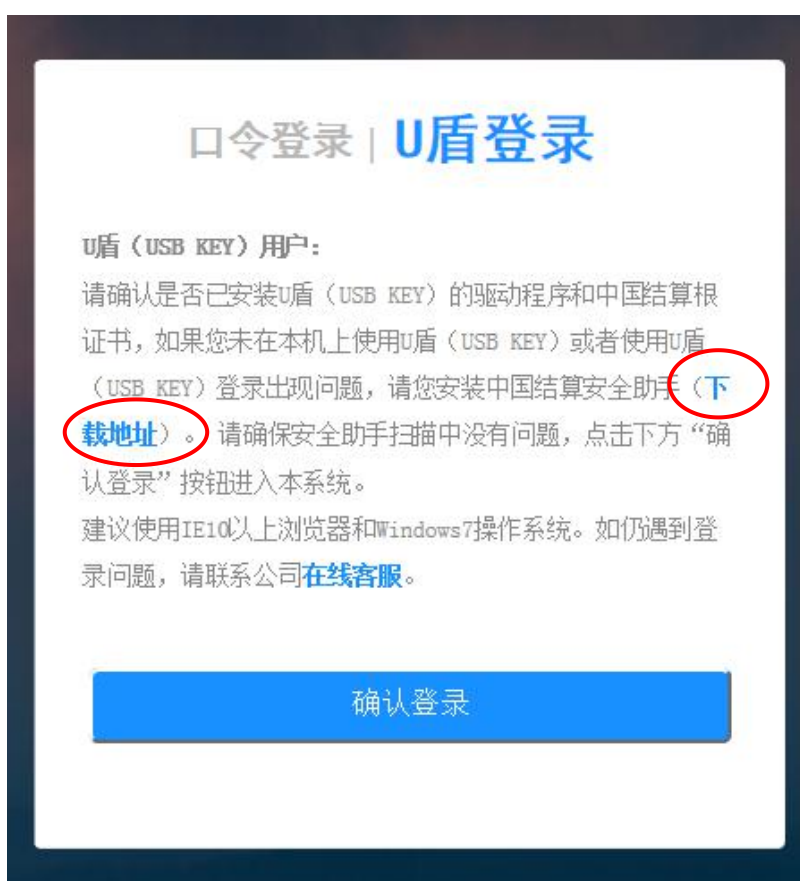 口令登录 | U盾登录
U盾（USB KEY）用户：
请确认是否已安装U盾（USB KEY）的驱动程序和中国结算根
证书，如果您未在本机上使用U盾（USB KEY）或者使用U盾
（USB KEY）登录出现问题，请您安装中国结算安全助手（下
载地址）。请确保安全助手扫描中没有问题，点击下方“确
认登录”按钮进入本系统。
建议使用IE10以上浏览器和Windows7操作系统。如仍遇到登
录问题，请联系公司在线客服。
确认登录